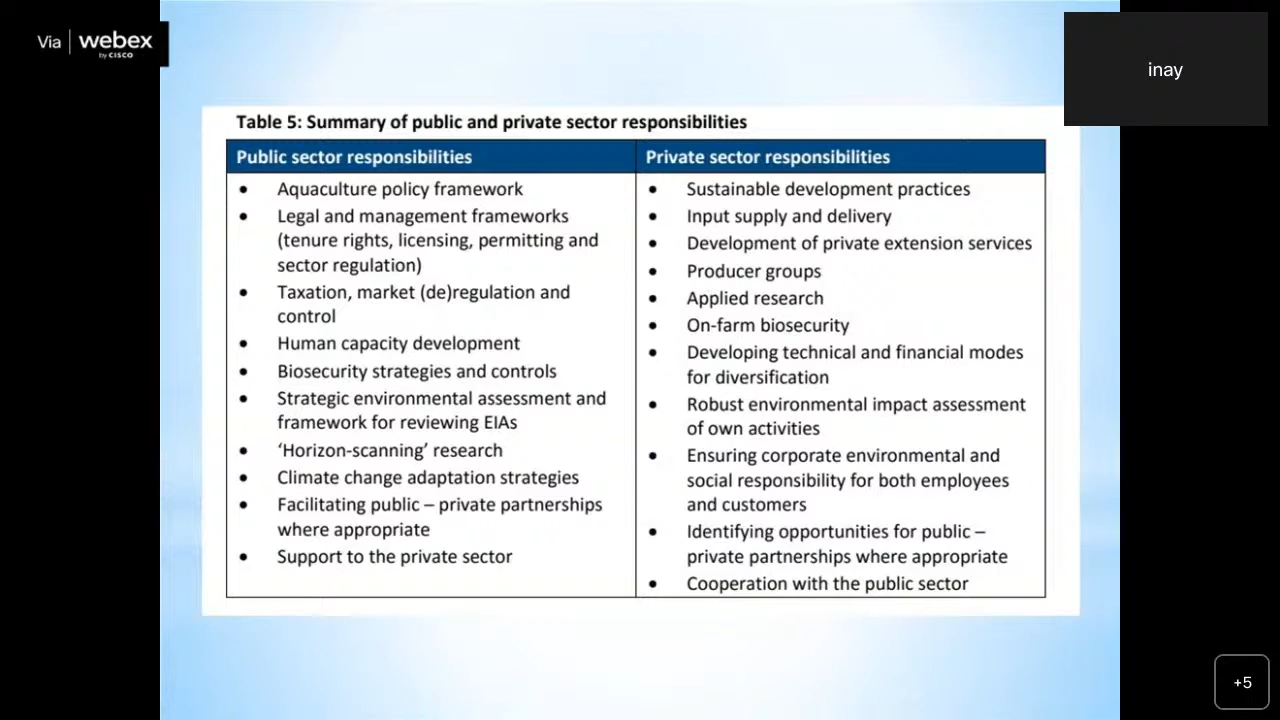 Via webex
by CISCO
inay
Table 5: Summary of public and private sector responsibilities
Public sector responsibilities
• Aquaculture policy framework
• Legal and management frameworks
(tenure rights, licensing, permitting and
sector regulation)
• Taxation, market (de)regulation and
control
• Human capacity development
• Biosecurity strategies and controls
• Strategic environmental assessment and
framework for reviewing EIAs
• ‘Horizon-scanning’ research
• Climate change adaptation strategies
• Facilitating public – private partnerships
where appropriate
• Support to the private sector
Private sector responsibilities
• Sustainable development practices
• Input supply and delivery
• Development of private extension services
• Producer groups
• Applied research
• On-farm biosecurity
• Developing technical and financial modes
for diversification
• Robust environmental impact assessment
of own activities
• Ensuring corporate environmental and
social responsibility for both employees
and customers
• Identifying opportunities for public –
private partnerships where appropriate
• Cooperation with the public sector
+5